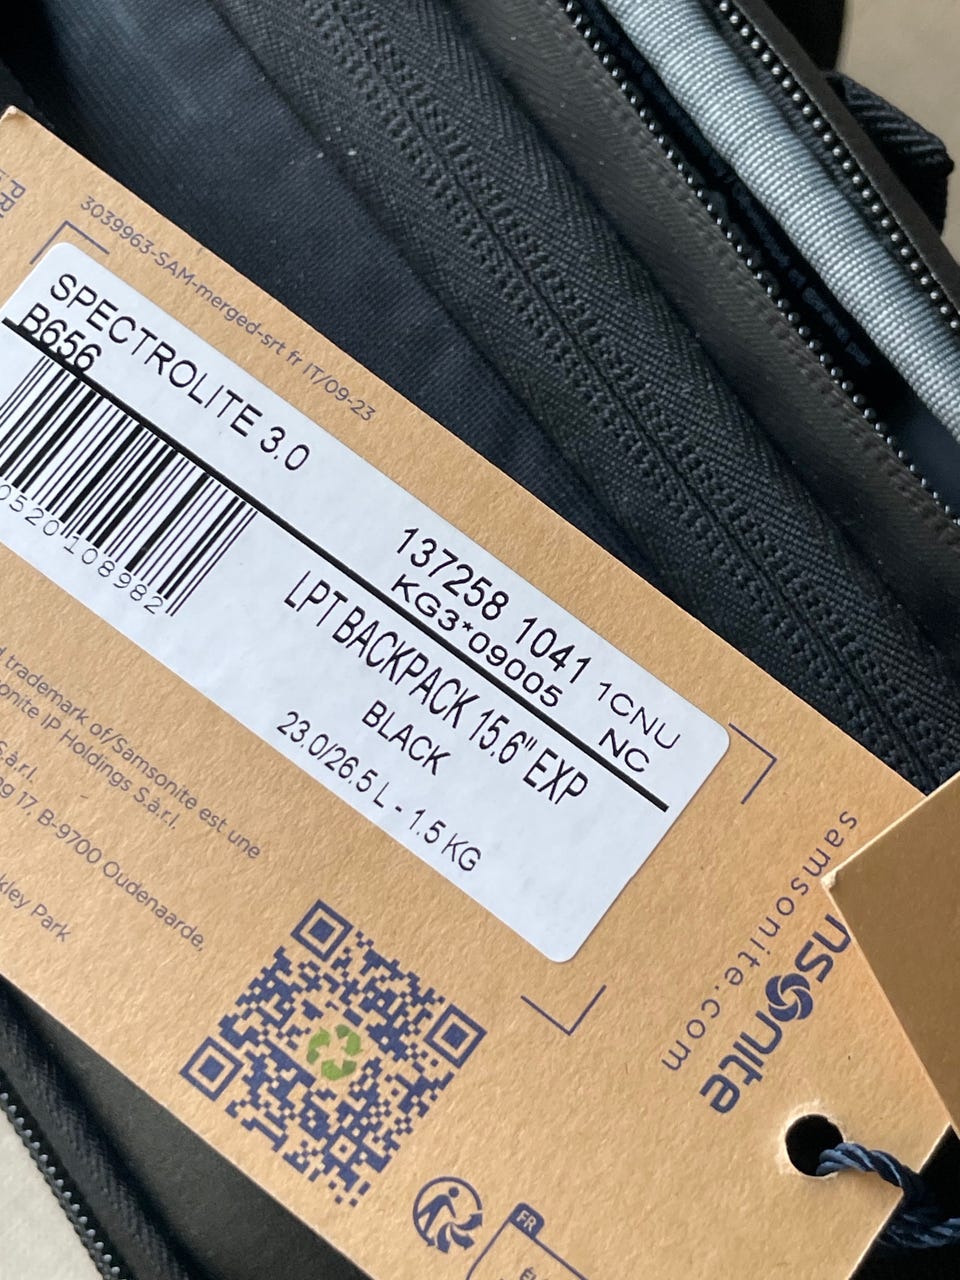 3039963-SAM-merged-srt fr IT/09-23
SPECTROLITE 3.0
B656
137258 1041 1CNU
KG3*09005 NC
LPT BACKPACK 15.6" EXP
BLACK
23.0/26.5 L - 1.5 KG
0520108982
trademark of/Samsonite est une
IP Holdings S.à.r.l.
S.à.r.l.
17, B-9700 Oudenaarde,
Park
samsonite.com
nsonite
FR